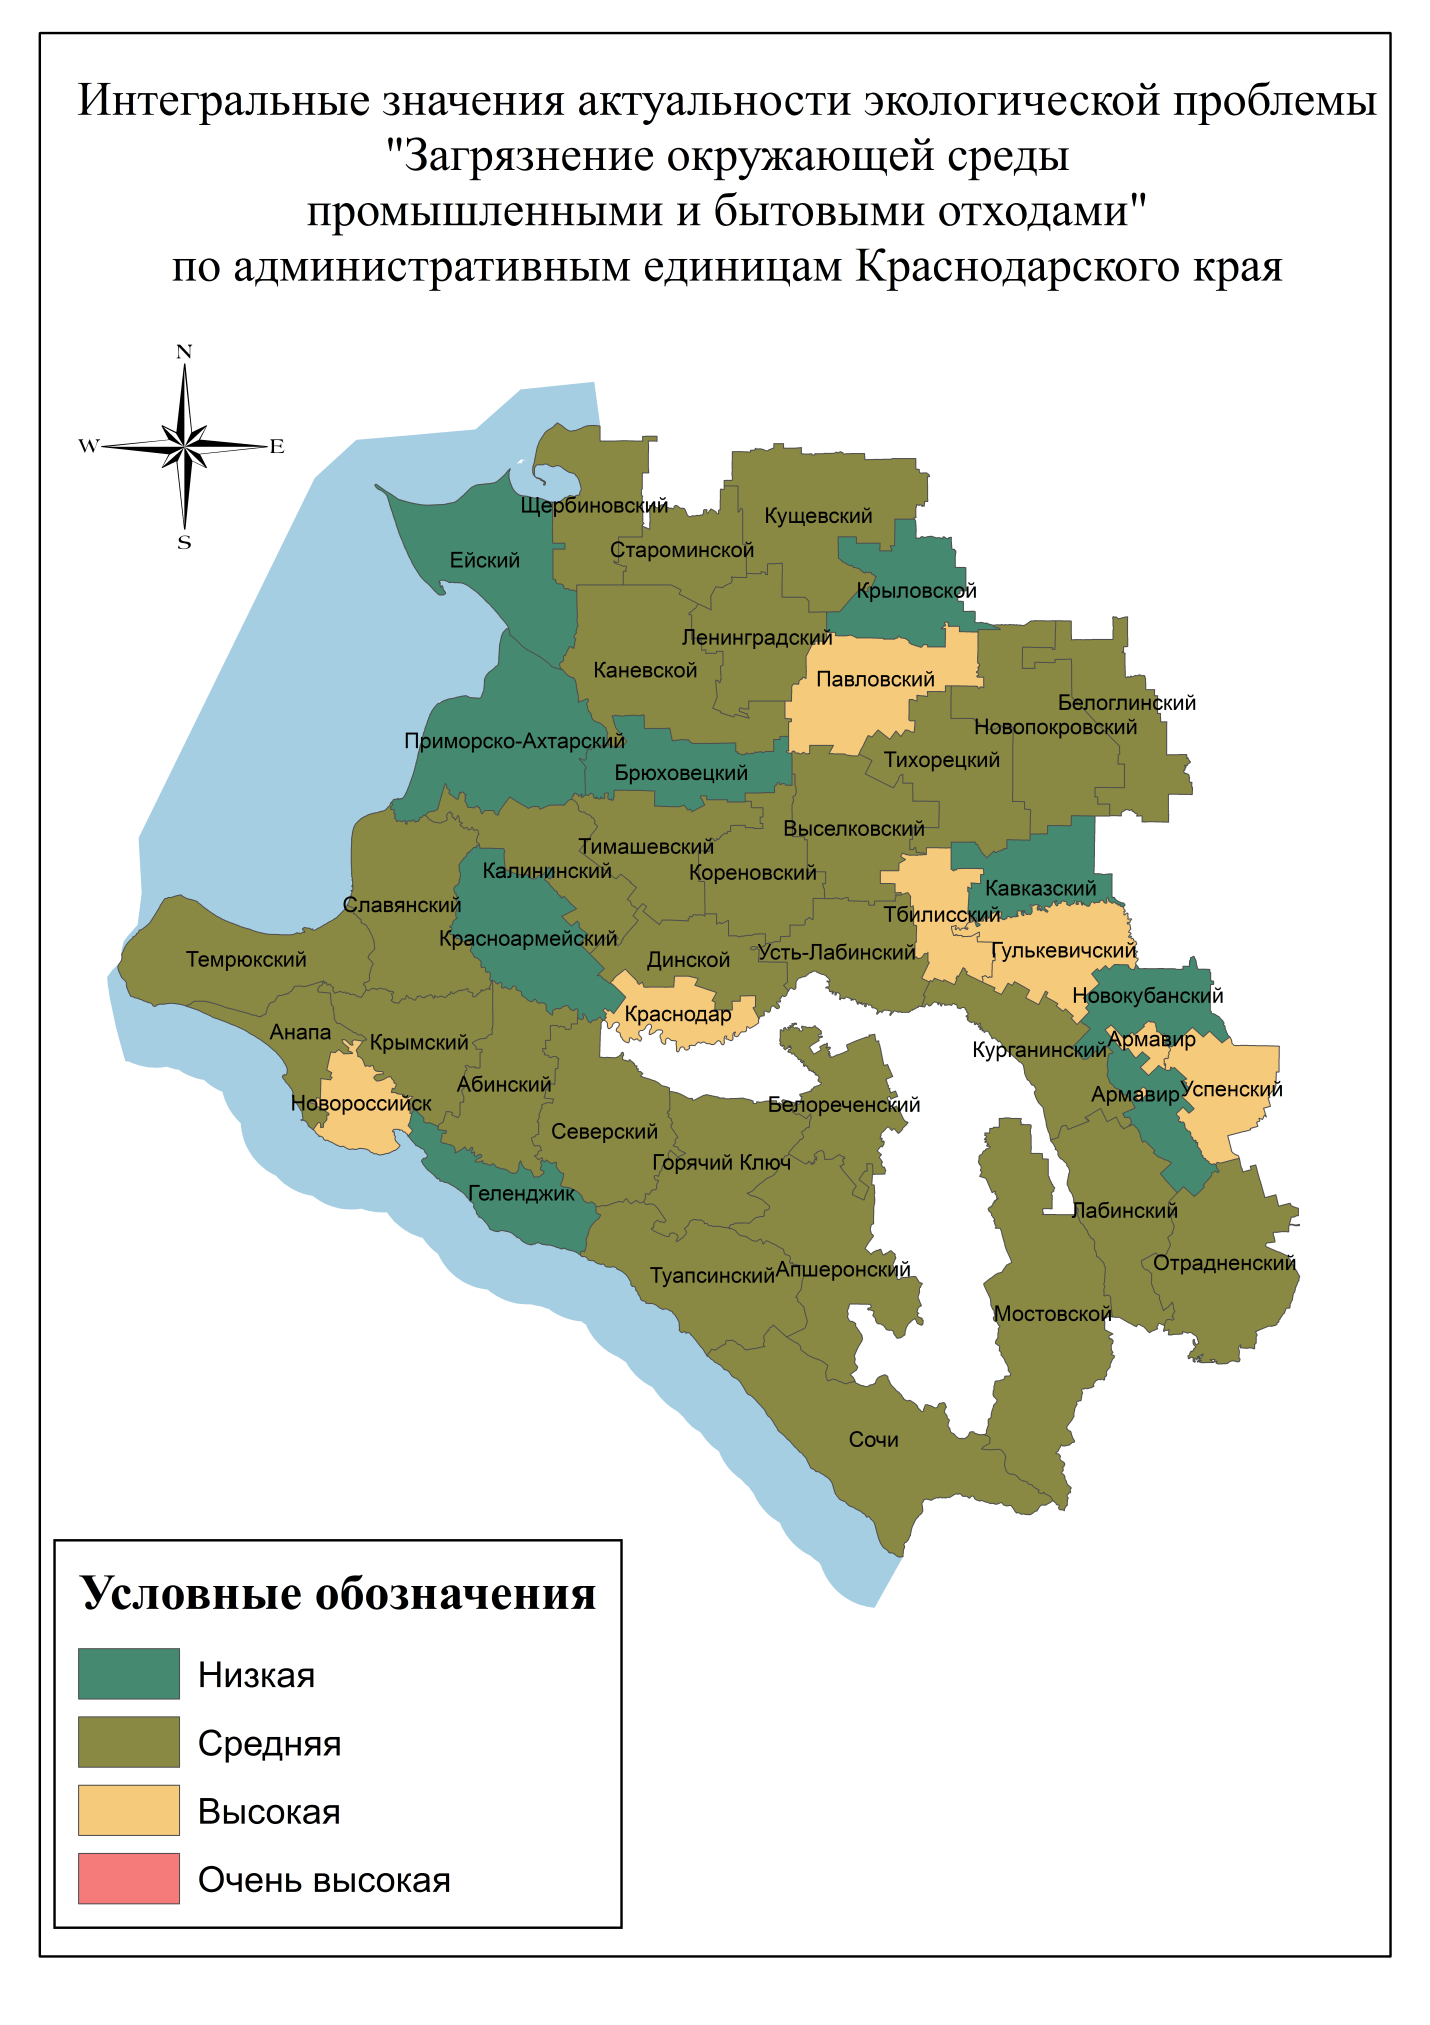 Интегральные значения актуальности экологической проблемы
"Загрязнение окружающей среды
промышленными и бытовыми отходами"
по административным единицам Краснодарского края
N
W
E
S
Щербиновский
Кущевский
Староминской
Ейский
Крыловской
Ленинградский
Каневской
Павловский
Белоглинский
Новопокровский
Приморско-Ахтарский
Тихорецкий
Брюховецкий
Выселковский
Тимашевский
Калининский
Кореновский
Кавказский
Славянский
Тбилисский
Красноармейский
Гулькевичский
Усть-Лабинский
Темрюкский
Динской
Новокубанский
Краснодар
Анапа
Крымский
Армавир
Курганинский
Абинский
Успенский
Армавир
Новороссийск
Белореченский
Северский
Горячий Ключ
Геленджик
Лабинский
Отрадненский
Апшеронский
Туапсинский
Мостовской
Сочи
Условные обозначения
Низкая
Средняя
Высокая
Очень высокая